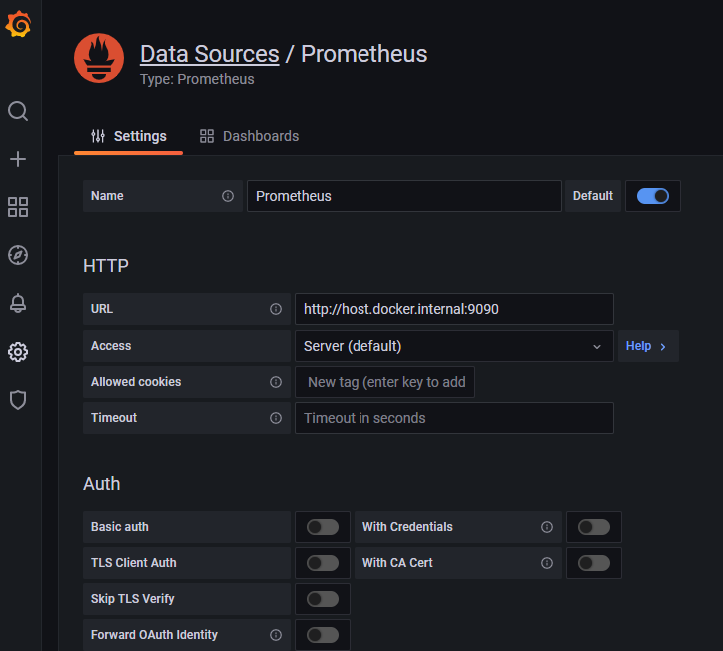 Data Sources / Prometheus
Type: Prometheus
Settings
Dashboards
Name
Prometheus
Default
HTTP
URL
http://host.docker.internal:9090
Access
Server (default)
Help
Allowed cookies
New tag (enter key to add
Timeout
Timeout in seconds
Auth
Basic auth
With Credentials
TLS Client Auth
With CA Cert
Skip TLS Verify
Forward OAuth Identity